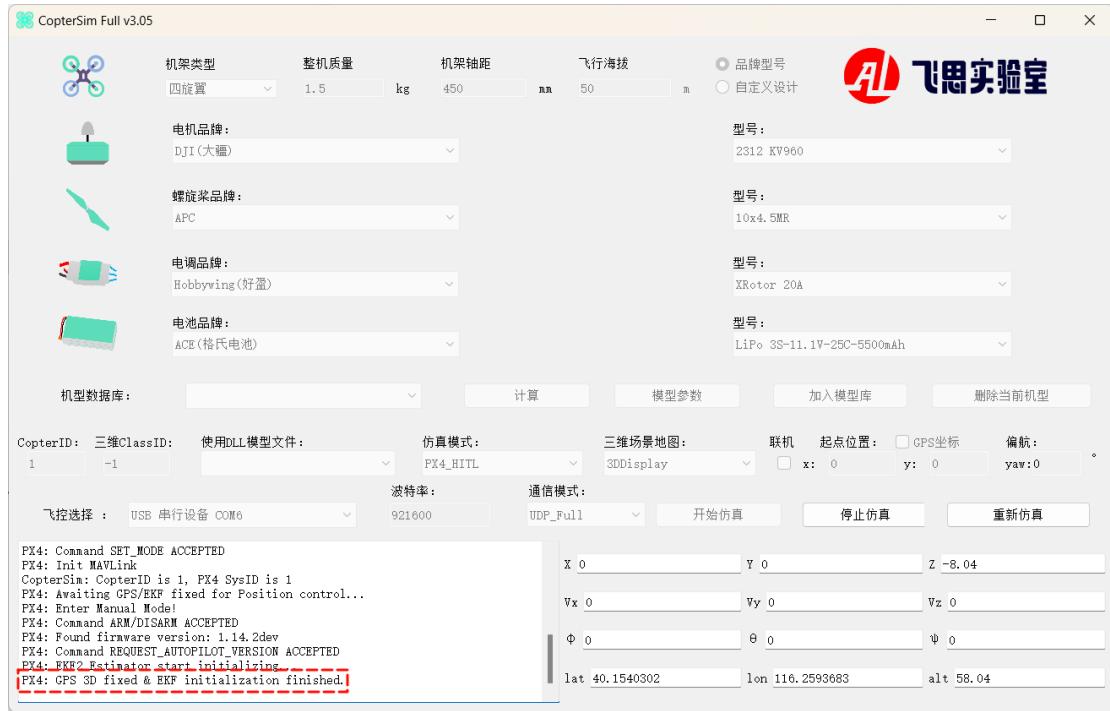 CopterSim Full v3.05
机架类型 整机质量 机架轴距 飞行海拔 品牌型号
四旋翼 1.5 kg 450 mm 50 m 自定义设计
飞思实验室
电机品牌： 型号：
DJI(大疆) 2312 KV960
螺旋桨品牌： 型号：
APC 10x4.5MR
电调品牌： 型号：
Hobbywing(好盈) XRotor 20A
电池品牌： 型号：
ACE(格氏电池) LiPo 3S-11.1V-25C-5500mAh
机型数据库： 计算 模型参数 加入模型库 删除当前机型
CopterID: 三维ClassID: 使用DLL模型文件： 仿真模式： 三维场景地图： 联机 起点位置： GPS坐标 偏航：
1 -1 PX4_HITL 3DDisplay x: 0 y: 0 yaw:0 °
波特率： 通信模式：
飞控选择 ： USB 串行设备 COM6 921600 UDP_Full 开始仿真 停止仿真 重新仿真
PX4: Command SET_MODE ACCEPTED
PX4: Init MAVLink
CopterSim: CopterID is 1, PX4 SysID is 1
PX4: Awaiting GPS/EKF fixed for Position control...
PX4: Enter Manual Mode!
PX4: Command ARM/DISARM ACCEPTED
PX4: Found firmware version: 1.14.2dev
PX4: Command REQUEST_AUTOPILOT_VERSION ACCEPTED
PX4: EKF2 Estimator start initializing...
PX4: GPS 3D fixed & EKF initialization finished.
X 0 Y 0 Z -8.04
Vx 0 Vy 0 Vz 0
Φ 0 θ 0 ψ 0
lat 40.1540302 lon 116.2593683 alt 58.04